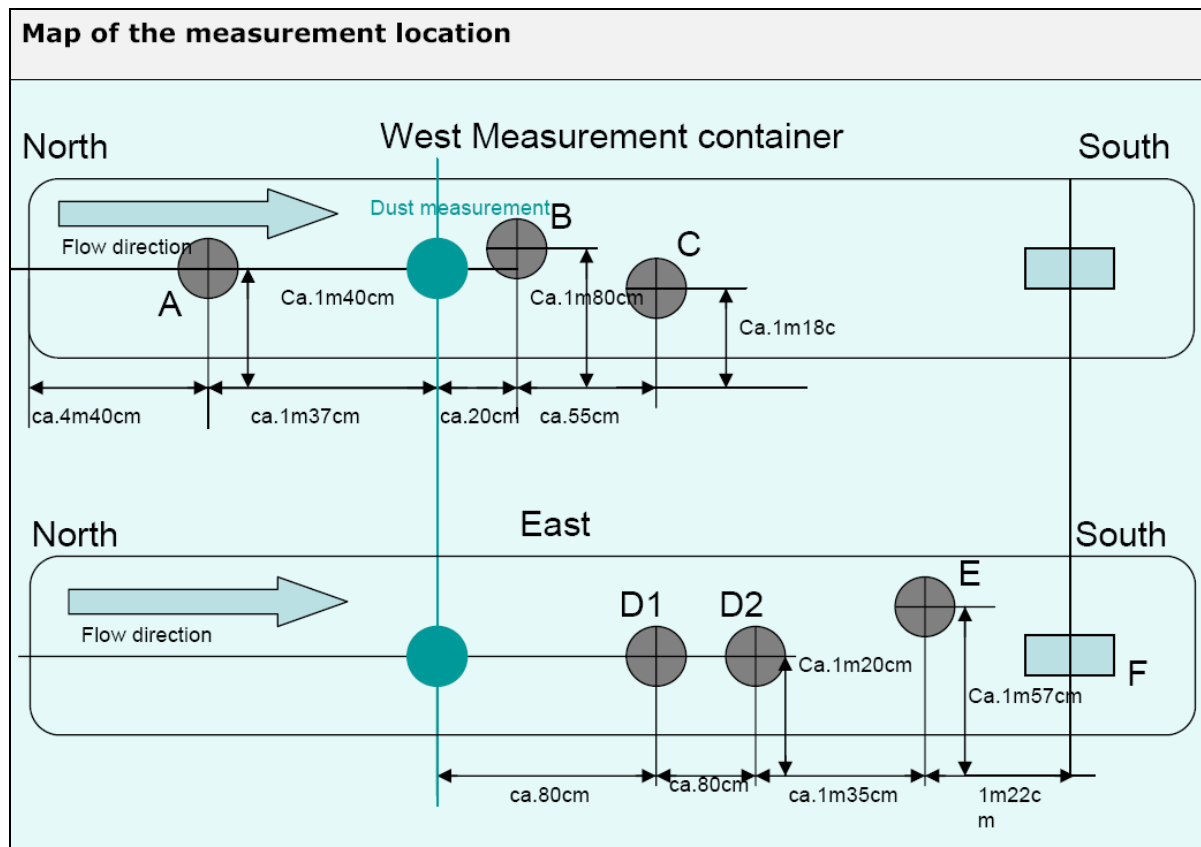 Map of the measurement location
North
West Measurement container
South
Dust measurement
B
Flow direction
C
A
Ca.1m40cm
Ca.1m80cm
Ca.1m18c
ca.4m40cm
ca.1m37cm
ca.20cm
ca.55cm
North
East
South
E
D1
D2
Flow direction
Ca.1m20cm
F
Ca.1m57cm
ca.80cm
ca.80cm
ca.1m35cm
1m22c
m